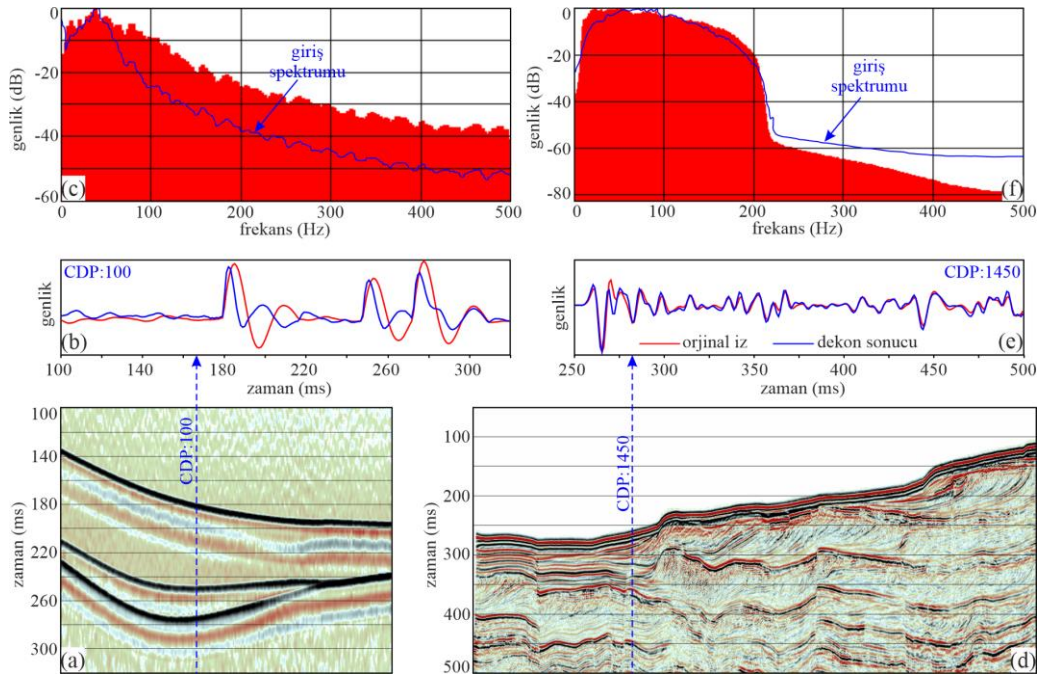 0
-20
-40
-60
genlik (dB)
giriş
spektrumu
(c)
0 100 200 300 400 500
frekans (Hz)
0
-20
-40
-60
-80
genlik (dB)
giriş
spektrumu
(f)
0 100 200 300 400 500
frekans (Hz)
CDP:100
genlik
(b)
100 140 180 220 260 300
zaman (ms)
CDP:1450
genlik
orjinal iz
dekon sonucu
(e)
250 300 350 400 450 500
zaman (ms)
100
140
180
220
260
300
zaman (ms)
CDP:100
(a)
100
200
300
400
500
zaman (ms)
CDP:1450
(d)